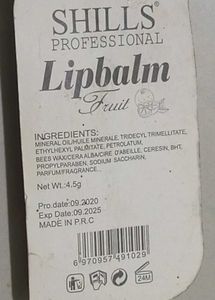 SHILLS®
PROFESSIONAL
Lipbalm
Fruit
INGREDIENTS:
MINERAL OIL/HUILE MINERALE, TRIDECYL TRIMELLITATE,
ETHYLHEXYL PALMITATE, PETROLATUM,
BEES WAX/CERA ALBA/CIRE D'ABEILLE, CERESIN, BHT,
PROPYLPARABEN, SODIUM SACCHARIN,
PARFUM/FRAGRANCE..
Net Wt.:4.5g
Pro.date:09.2020
Exp Date:09.2025
MADE IN P.R.C
6 970957 491029
24M